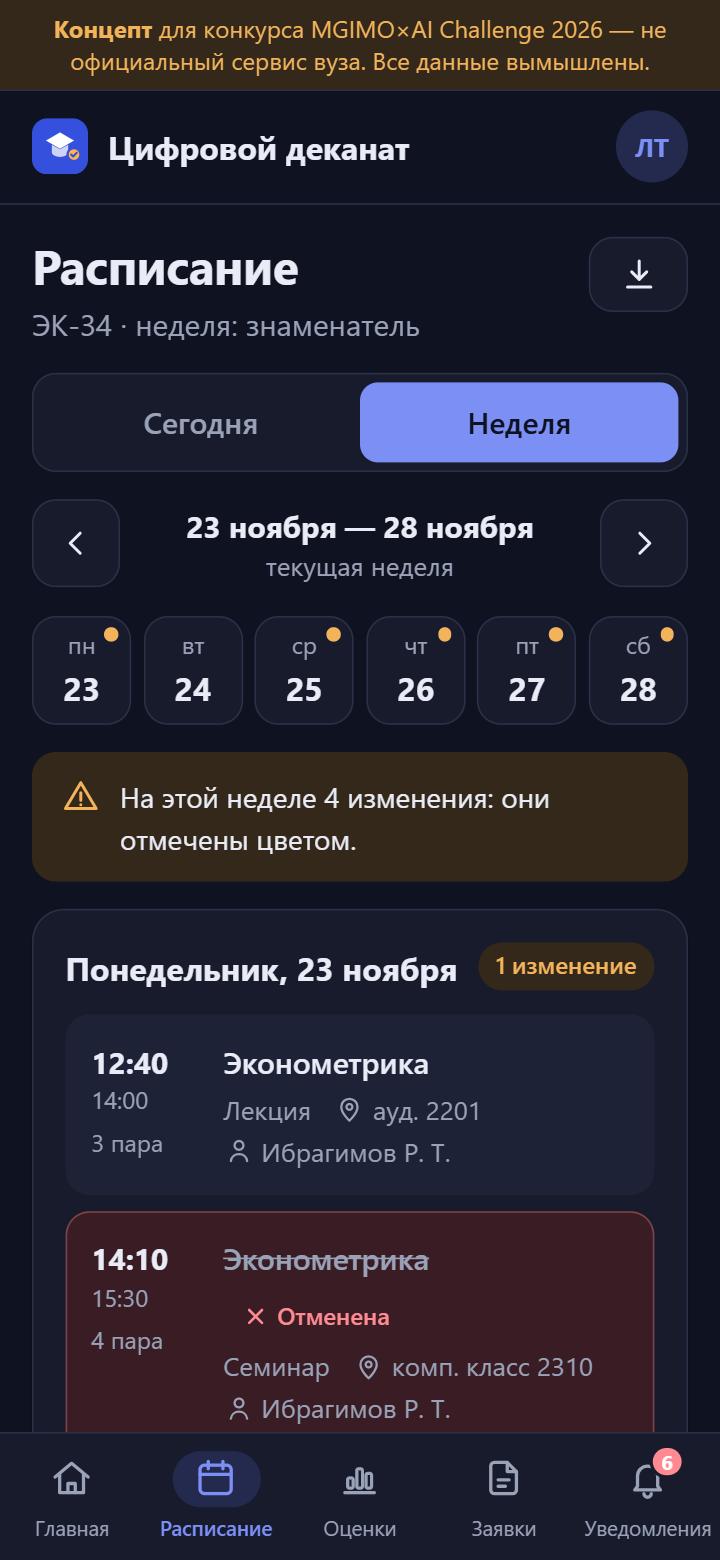 Концепт для конкурса MGIMO×AI Challenge 2026 — не
официальный сервис вуза. Все данные вымышлены.
Цифровой деканат
ЛТ
Расписание
ЭК-34 · неделя: знаменатель
Сегодня
Неделя
23 ноября — 28 ноября
текущая неделя
пн
вт
ср
чт
пт
сб
23
24
25
26
27
28
На этой неделе 4 изменения: они
отмечены цветом.
Понедельник, 23 ноября
1 изменение
12:40
Эконометрика
14:00
Лекция ауд. 2201
3 пара
Ибрагимов Р. Т.
14:10
Эконометрика
15:30
Отменена
4 пара
Семинар комп. класс 2310
Ибрагимов Р. Т.
6
Главная
Расписание
Оценки
Заявки
Уведомления